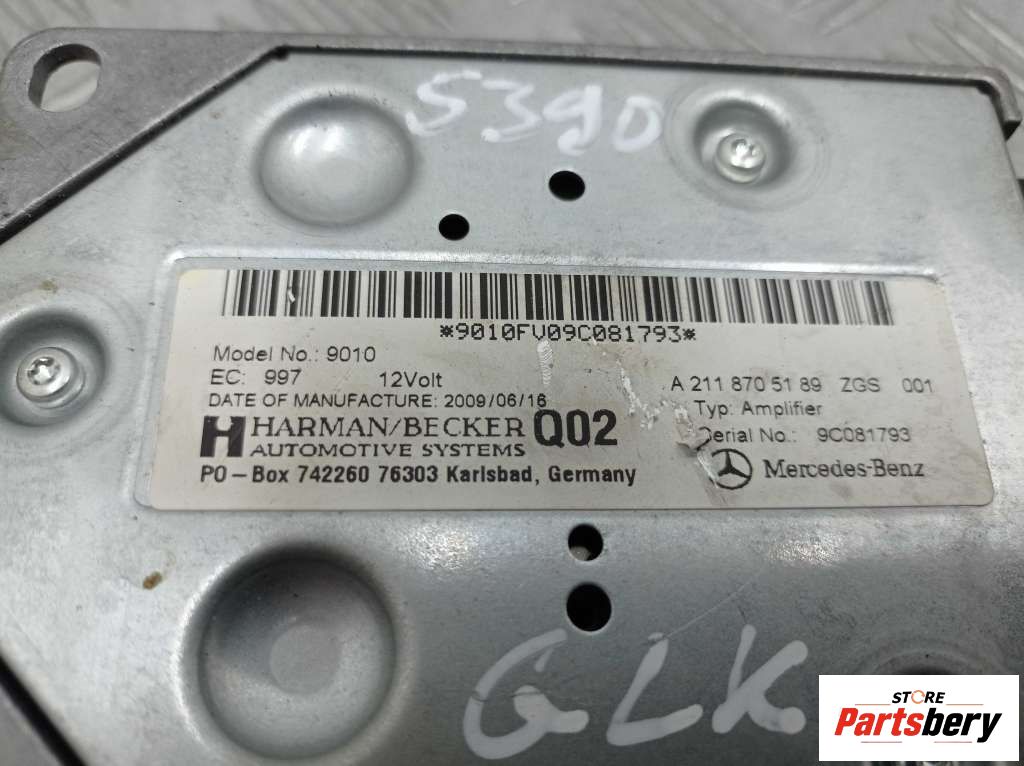 5390
*9010FV09C081793*
Model No.: 9010
EC: 997 12Volt
DATE OF MANUFACTURE: 2009/06/16
HARMAN/BECKER Q02
AUTOMOTIVE SYSTEMS
PO-Box 742260 76303 Karlsbad, Germany
A 211 870 51 89 ZGS 001
Typ: Amplifier
Serial No.: 9C081793
Mercedes-Benz
GLK
STORE
Partsbery